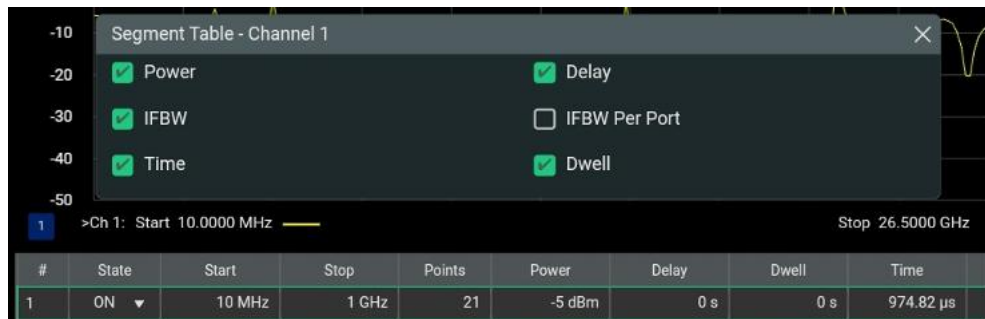 -10
Segment Table - Channel 1
-20
Power
Delay
-30
IFBW
IFBW Per Port
-40
Time
Dwell
-50
1
>Ch 1: Start 10.0000 MHz
Stop 26.5000 GHz
# State Start Stop Points Power Delay Dwell Time
1 ON 10 MHz 1 GHz 21 -5 dBm 0 s 0 s 974.82 µs